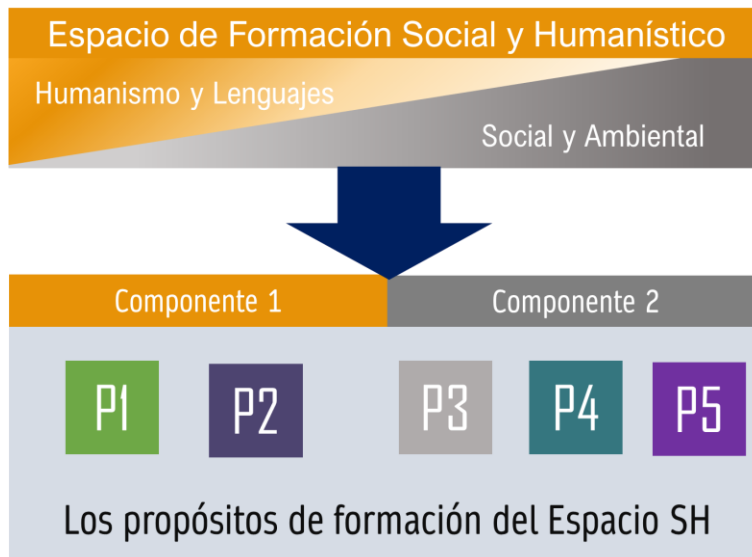 Espacio de Formación Social y Humanístico
Humanismo y Lenguajes
Social y Ambiental
Componente 1
Componente 2
P1
P2
P3
P4
P5
Los propósitos de formación del Espacio SH